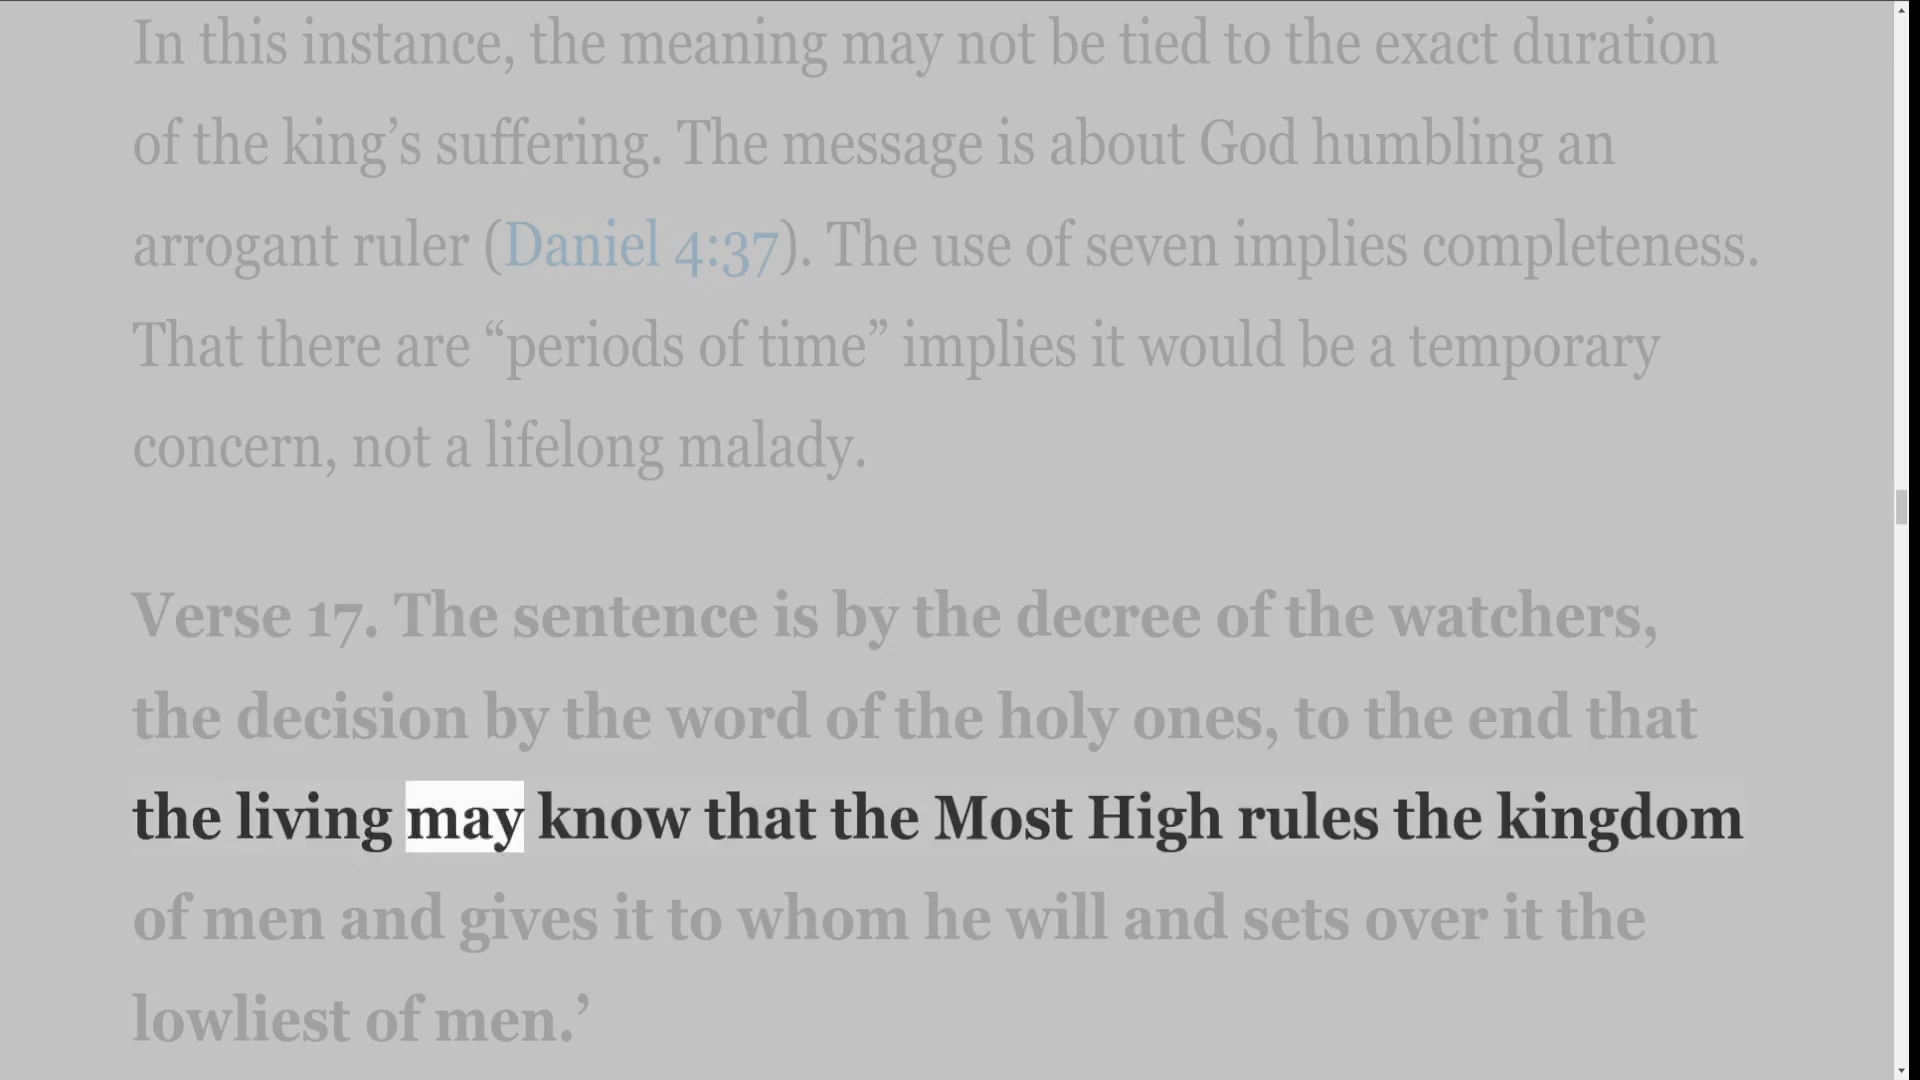 In this instance, the meaning may not be tied to the exact duration
of the king’s suffering. The message is about God humbling an
arrogant ruler (Daniel 4:37). The use of seven implies completeness.
That there are “periods of time” implies it would be a temporary
concern, not a lifelong malady.
Verse 17. The sentence is by the decree of the watchers,
the decision by the word of the holy ones, to the end that
the living may know that the Most High rules the kingdom
of men and gives it to whom he will and sets over it the
lowliest of men.’